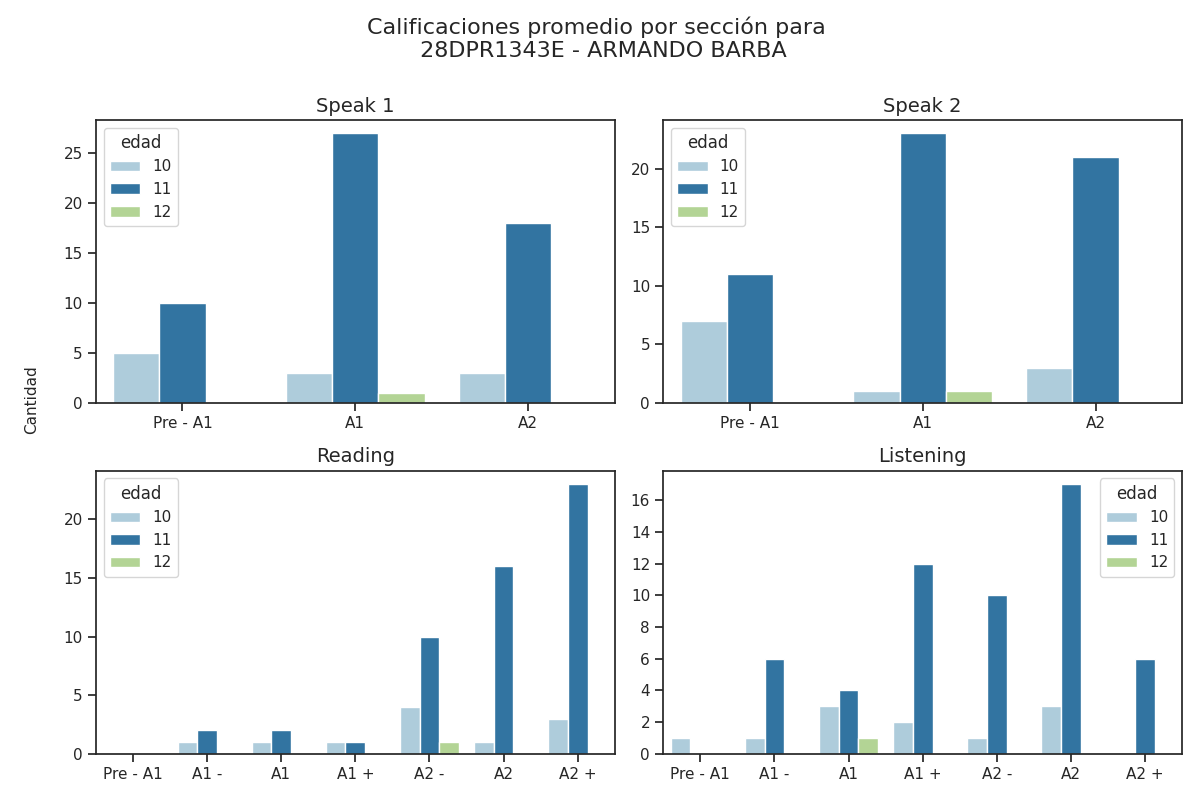 Calificaciones promedio por sección para
28DPR1343E - ARMANDO BARBA
Speak 1
edad
10
11
12
25
20
15
10
5
0
Pre - A1 A1 A2
Speak 2
edad
10
11
12
20
15
10
5
0
Pre - A1 A1 A2
Cantidad
Reading
edad
10
11
12
20
15
10
5
0
Pre - A1 A1 - A1 A1 + A2 - A2 A2 +
Listening
edad
10
11
12
16
14
12
10
8
6
4
2
0
Pre - A1 A1 - A1 A1 + A2 - A2 A2 +